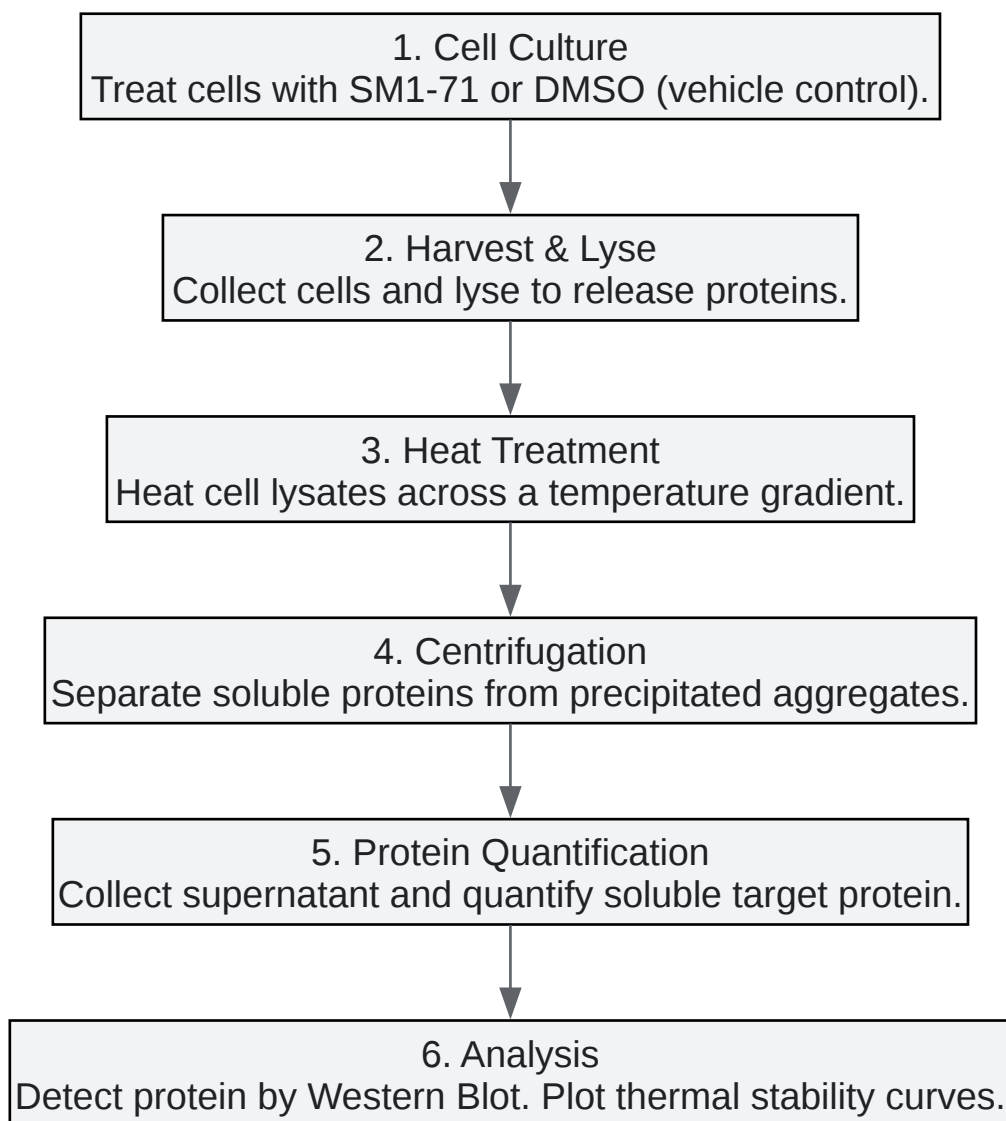 1. Cell Culture
Treat cells with SM1-71 or DMSO (vehicle control).
2. Harvest & Lyse
Collect cells and lyse to release proteins.
3. Heat Treatment
Heat cell lysates across a temperature gradient.
4. Centrifugation
Separate soluble proteins from precipitated aggregates.
5. Protein Quantification
Collect supernatant and quantify soluble target protein.
6. Analysis
Detect protein by Western Blot. Plot thermal stability curves.